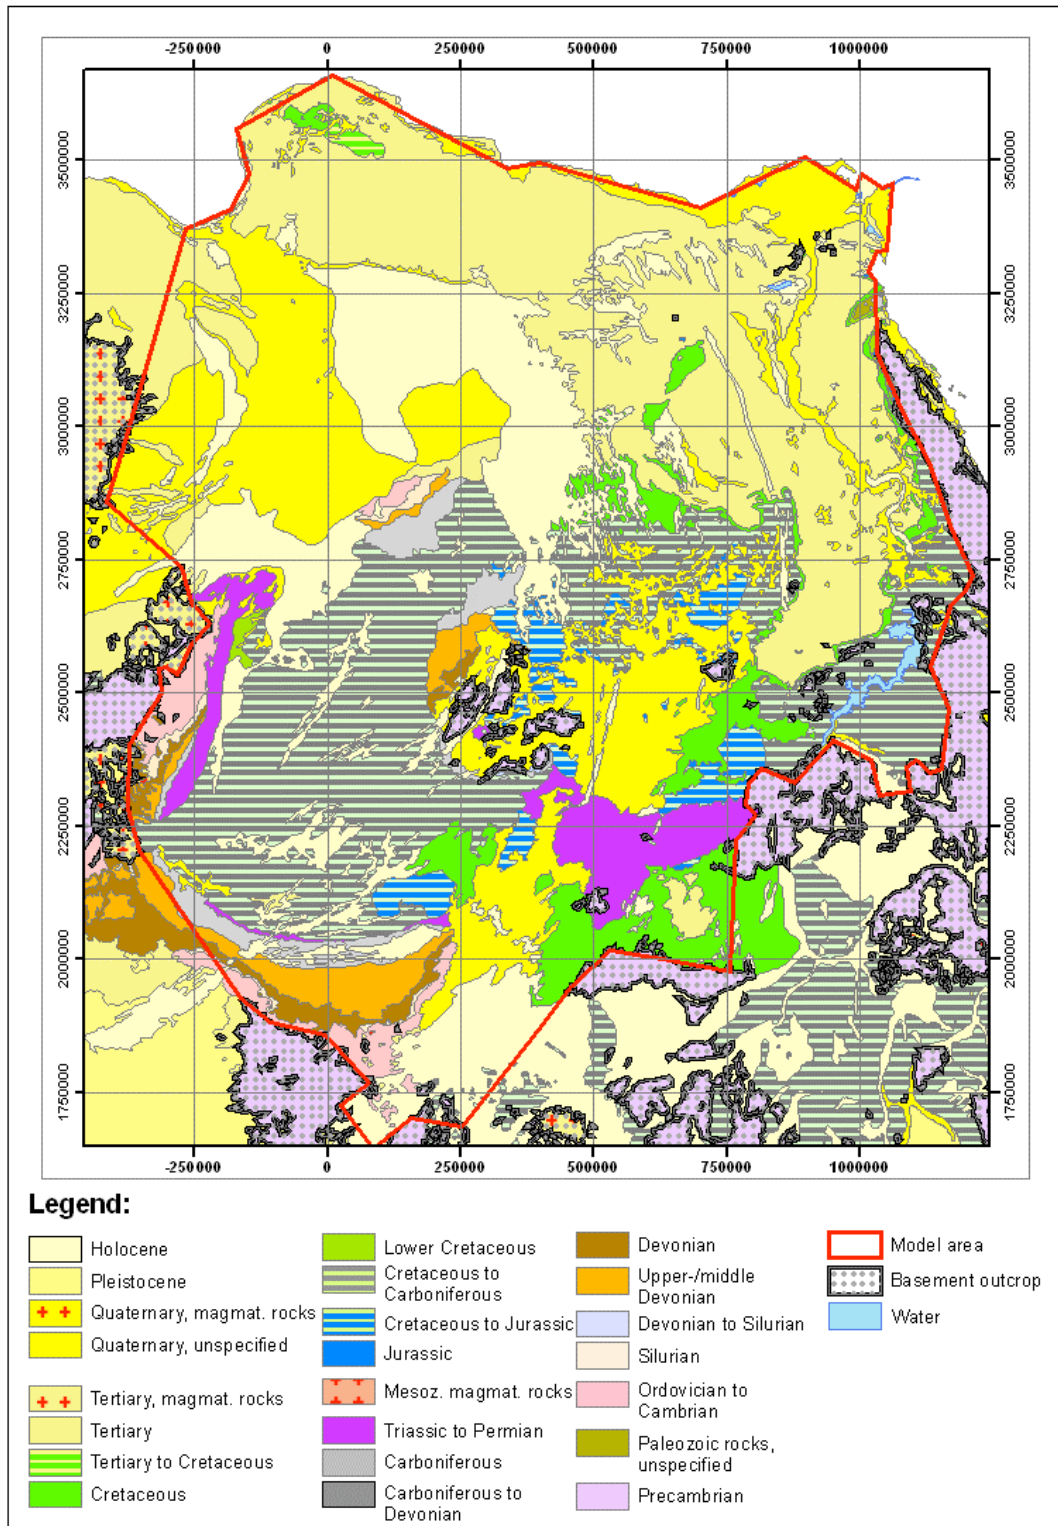 -250000 0 250000 500000 750000 1000000
3500000 3500000
3250000 3250000
3000000 3000000
2750000 2750000
2500000 2500000
2250000 2250000
2000000 2000000
1750000 1750000
-250000 0 250000 500000 750000 1000000
Legend:
Holocene
Pleistocene
Quaternary, magmat. rocks
Quaternary, unspecified
Tertiary, magmat. rocks
Tertiary
Tertiary to Cretaceous
Cretaceous
Lower Cretaceous
Cretaceous to
Carboniferous
Cretaceous to Jurassic
Jurassic
Mesoz. magmat. rocks
Triassic to Permian
Carboniferous
Carboniferous to
Devonian
Devonian
Upper-/middle
Devonian
Devonian to Silurian
Silurian
Ordovician to
Cambrian
Paleozoic rocks,
unspecified
Precambrian
Model area
Basement outcrop
Water